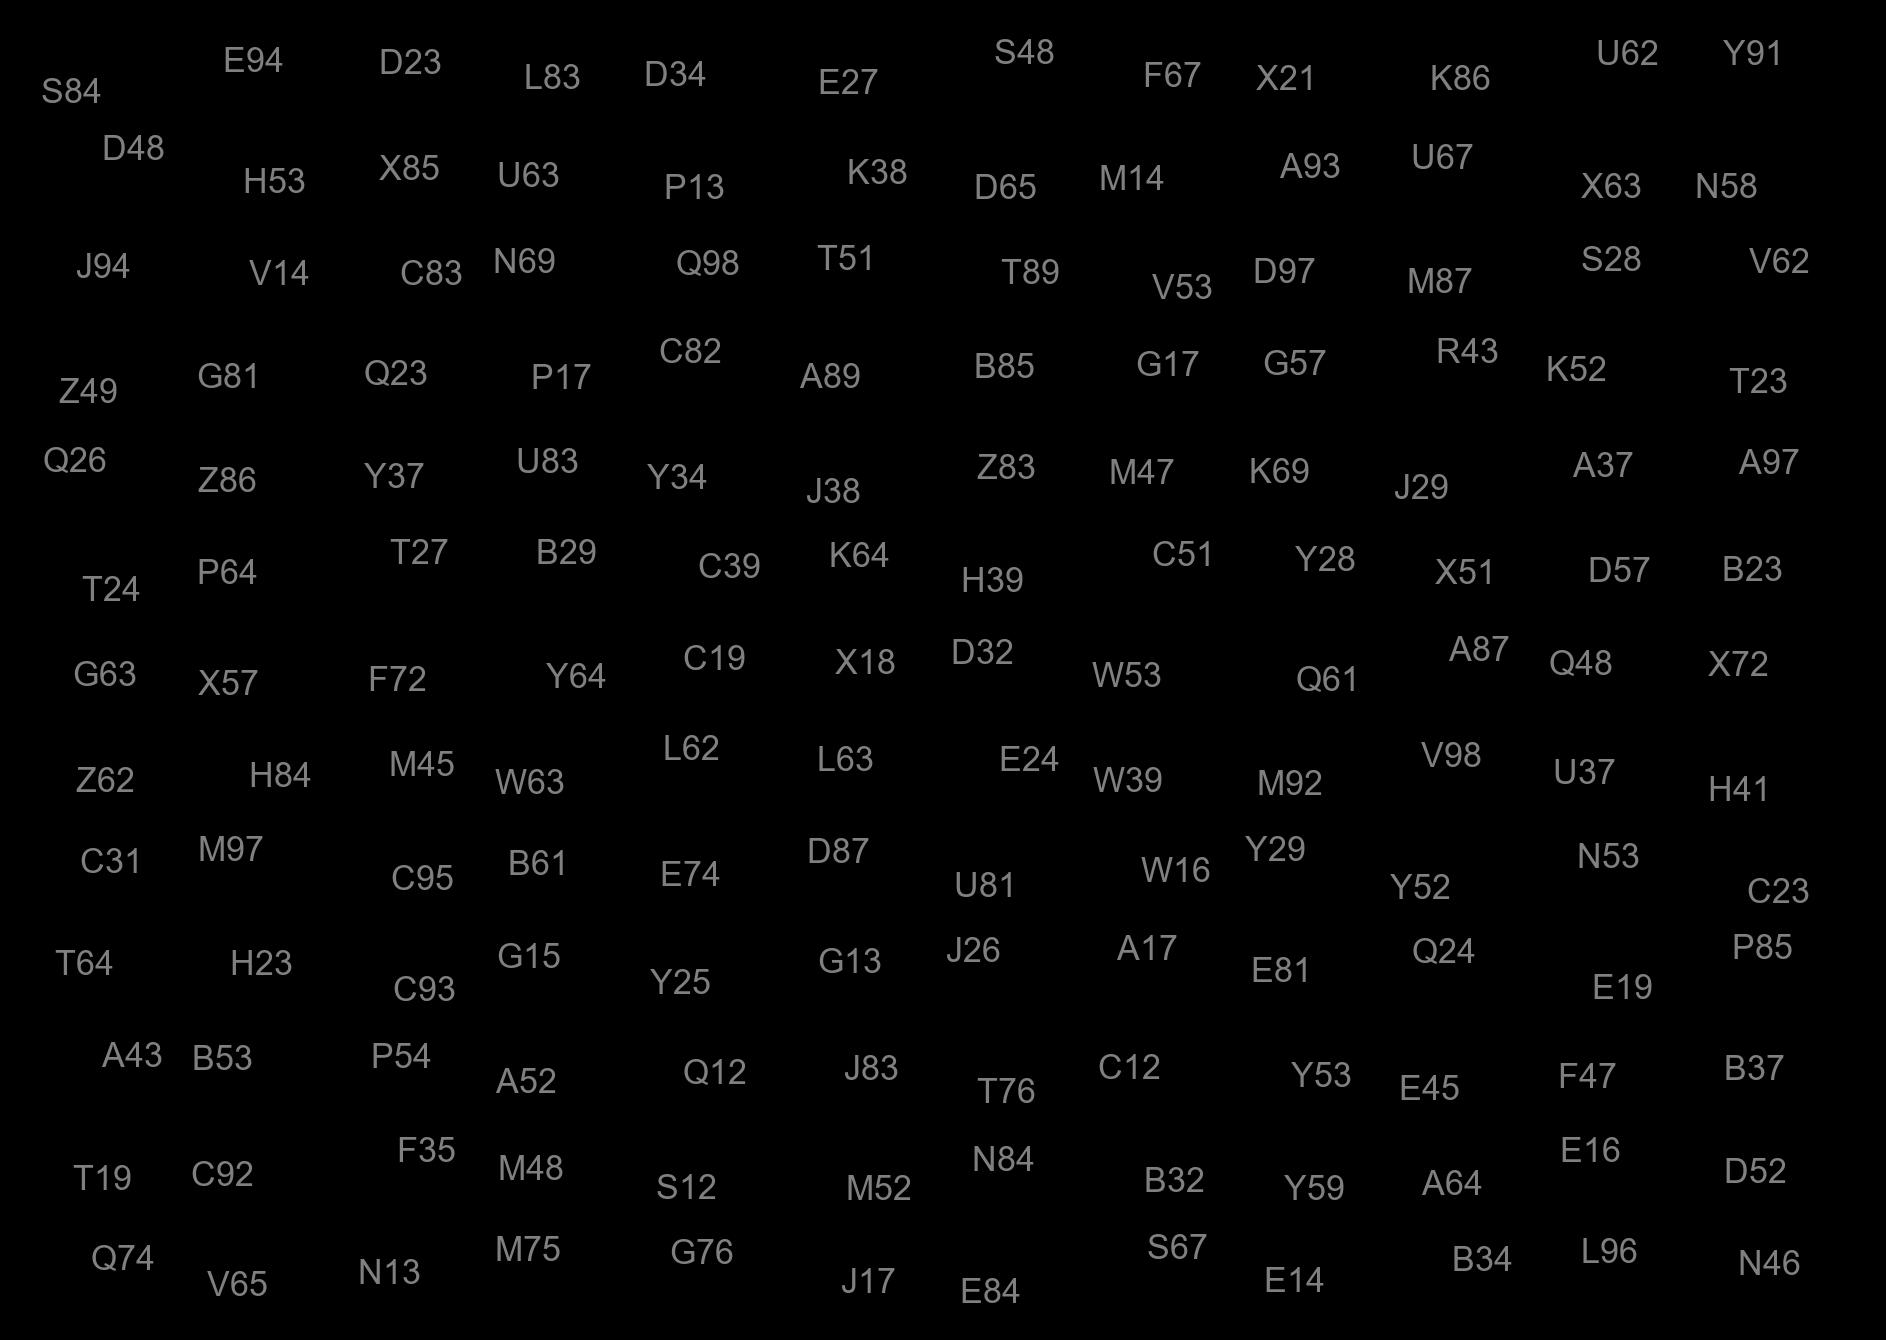 S84 E94 D23 L83 D34 E27 S48 F67 X21 K86 U62 Y91
D48 H53 X85 U63 P13 K38 D65 M14 A93 U67 X63 N58
J94 V14 C83 N69 Q98 T51 T89 V53 D97 M87 S28 V62
Z49 G81 Q23 P17 C82 A89 B85 G17 G57 R43 K52 T23
Q26 Z86 Y37 U83 Y34 J38 Z83 M47 K69 J29 A37 A97
T24 P64 T27 B29 C39 K64 H39 C51 Y28 X51 D57 B23
G63 X57 F72 Y64 C19 X18 D32 W53 Q61 A87 Q48 X72
Z62 H84 M45 W63 L62 L63 E24 W39 M92 V98 U37 H41
C31 M97 C95 B61 E74 D87 U81 W16 Y29 Y52 N53 C23
T64 H23 C93 G15 Y25 G13 J26 A17 E81 Q24 E19 P85
A43 B53 P54 A52 Q12 J83 T76 C12 Y53 E45 F47 B37
T19 C92 F35 M48 S12 M52 N84 B32 Y59 A64 E16 D52
Q74 V65 N13 M75 G76 J17 E84 S67 E14 B34 L96 N46